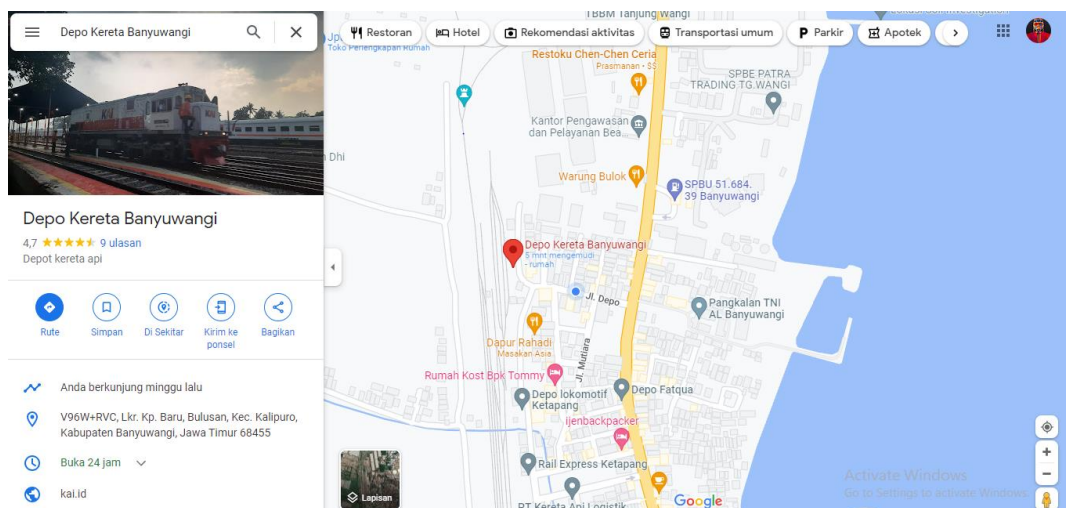 Depo Kereta Banyuwangi
Depo Kereta Banyuwangi
4,7
9 ulasan
Depot kereta api
Rute
Simpan
Di Sekitar
Kirim ke
ponsel
Bagikan
Anda berkunjung minggu lalu
V96W+RVC, Lkr. Kp. Baru, Bulusan, Kec. Kalipuro,
Kabupaten Banyuwangi, Jawa Timur 68455
Buka 24 jam
kai.id
TBBM Tanjung Wangi
Restoran
Hotel
Rekomendasi aktivitas
Transportasi umum
P Parkir
Apotek
Toko Perlengkapan Rumah
Restoku Chen-Chen Ceria
Prasmanan • $$
SPBE PATRA
TRADING TG.WANGI
Kantor Pengawasan
dan Pelayanan Bea...
Dhi
Warung Bulok
SPBU 51.684.
39 Banyuwangi
Depo Kereta Banyuwangi
5 mnt mengemudi
- rumah
Jl. Depo
Pangkalan TNI
AL Banyuwangi
Dapur Rahadi
Masakan Asia
Jl. Mutiara
Rumah Kost Bpk Tommy
Depo lokomotif
Ketapang
Depo Fatqua
ijenbackpacker
Rail Express Ketapang
PT Kereta Api Logistik
Lapisan
Google
Activate Windows
Go to Settings to activate Windows.